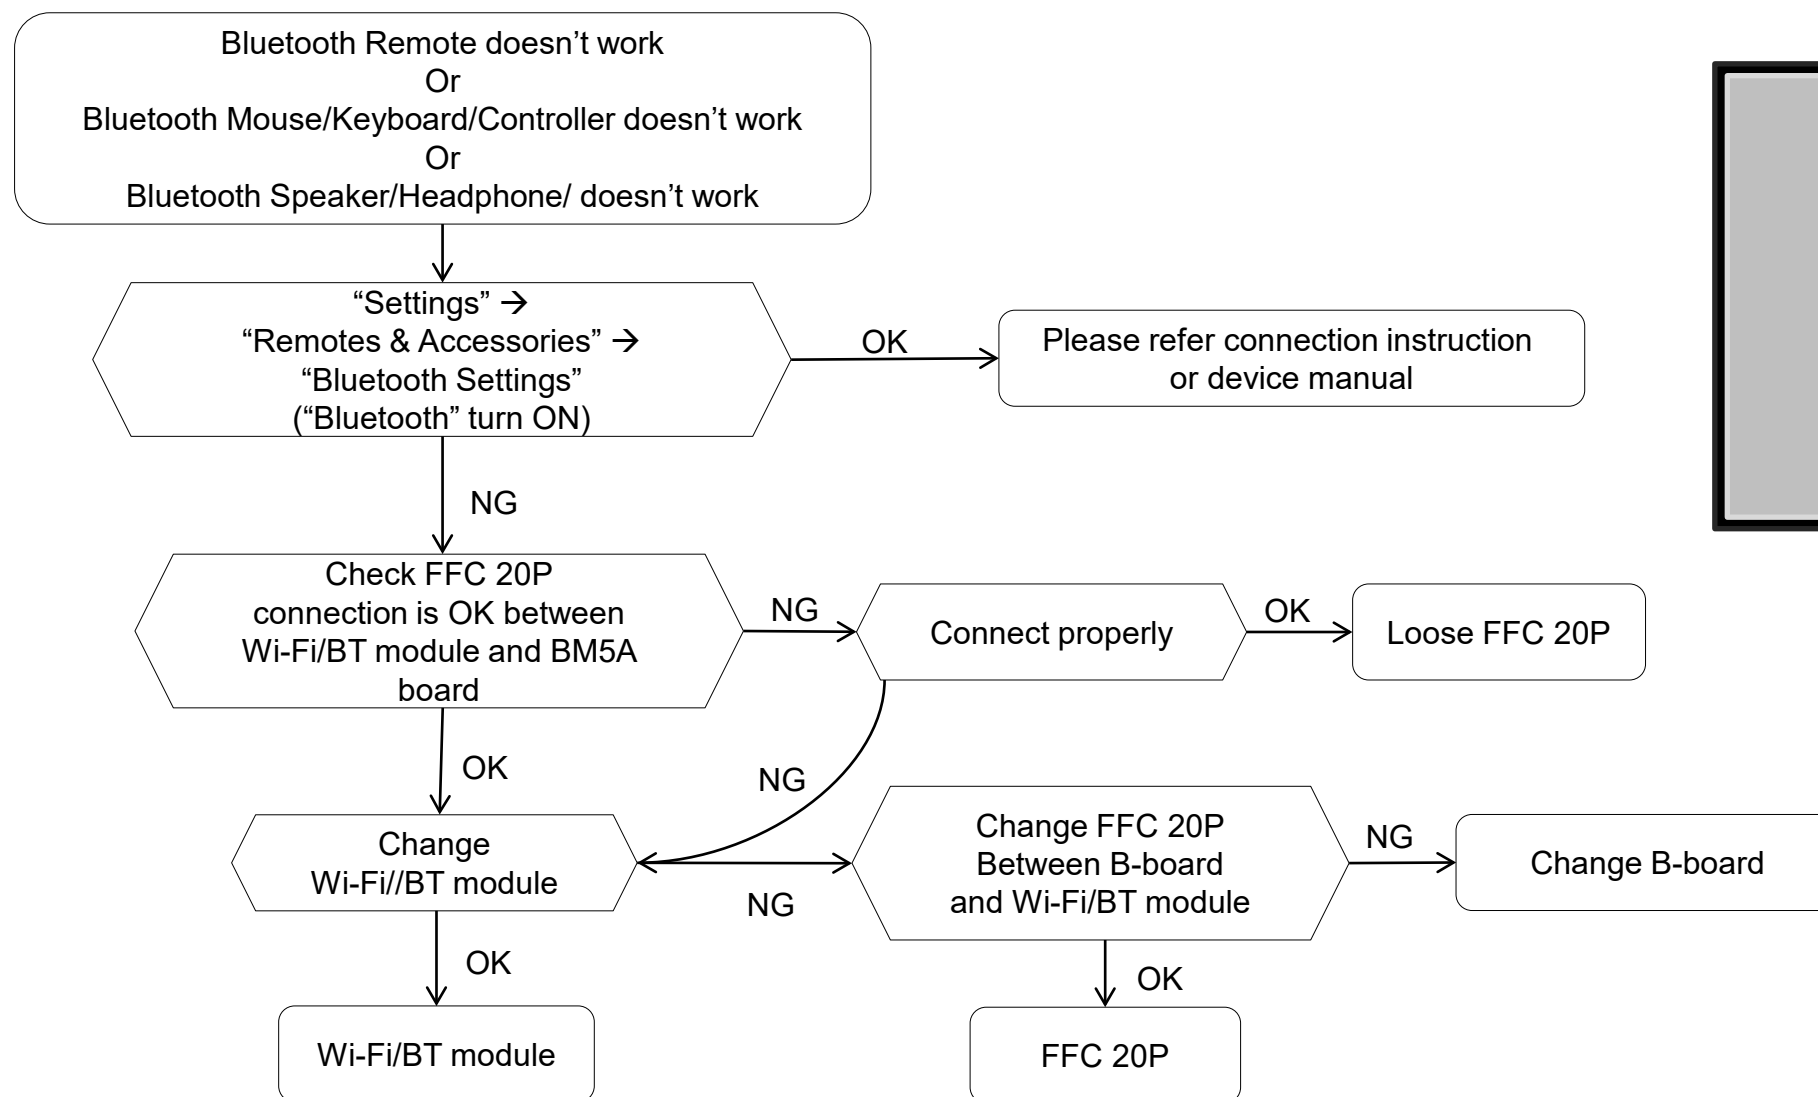 Bluetooth Remote doesn’t work
Or
Bluetooth Mouse/Keyboard/Controller doesn’t work
Or
Bluetooth Speaker/Headphone/ doesn’t work
“Settings” →
“Remotes & Accessories” →
“Bluetooth Settings”
(“Bluetooth” turn ON)
OK
Please refer connection instruction
or device manual
NG
Check FFC 20P
connection is OK between
Wi-Fi/BT module and BM5A
board
NG
Connect properly
OK
Loose FFC 20P
OK
NG
Change
Wi-Fi//BT module
NG
Change FFC 20P
Between B-board
and Wi-Fi/BT module
NG
Change B-board
OK
Wi-Fi/BT module
OK
FFC 20P